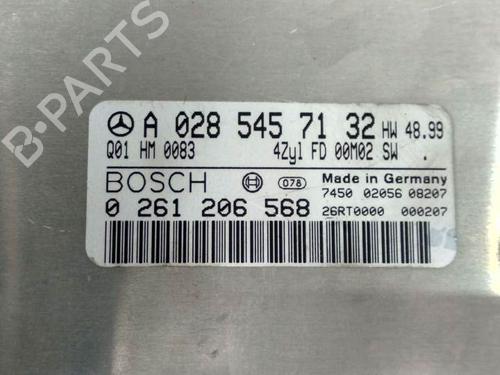 A 028 545 71 32 HW 48.99
Q01 HM 0083 4Zyl FD 00M02 SW .
BOSCH 078 Made in Germany
7450 02056 08207
0 261 206 568 26RT0000 000207
B-PARTS